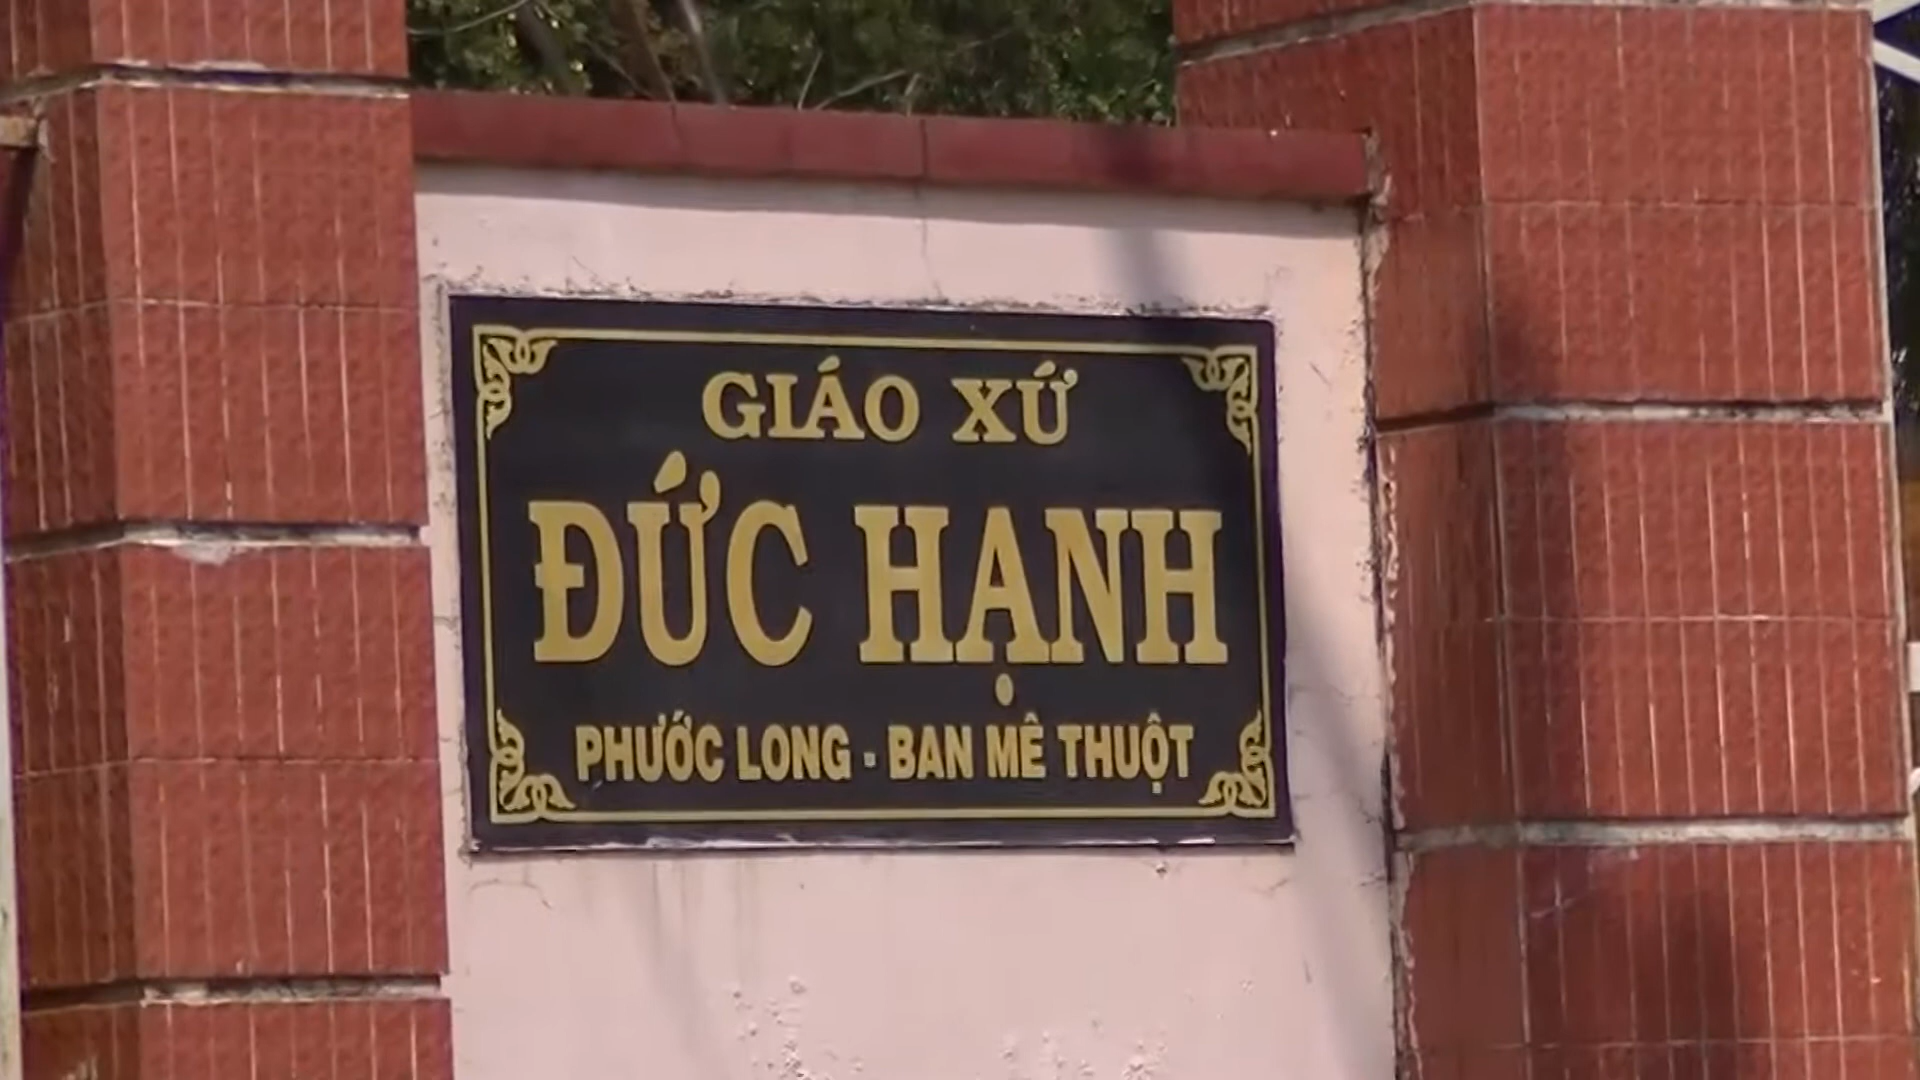 GIÁO XỨ
ĐỨC HẠNH
PHƯỚC LONG - BAN MÊ THUỘT